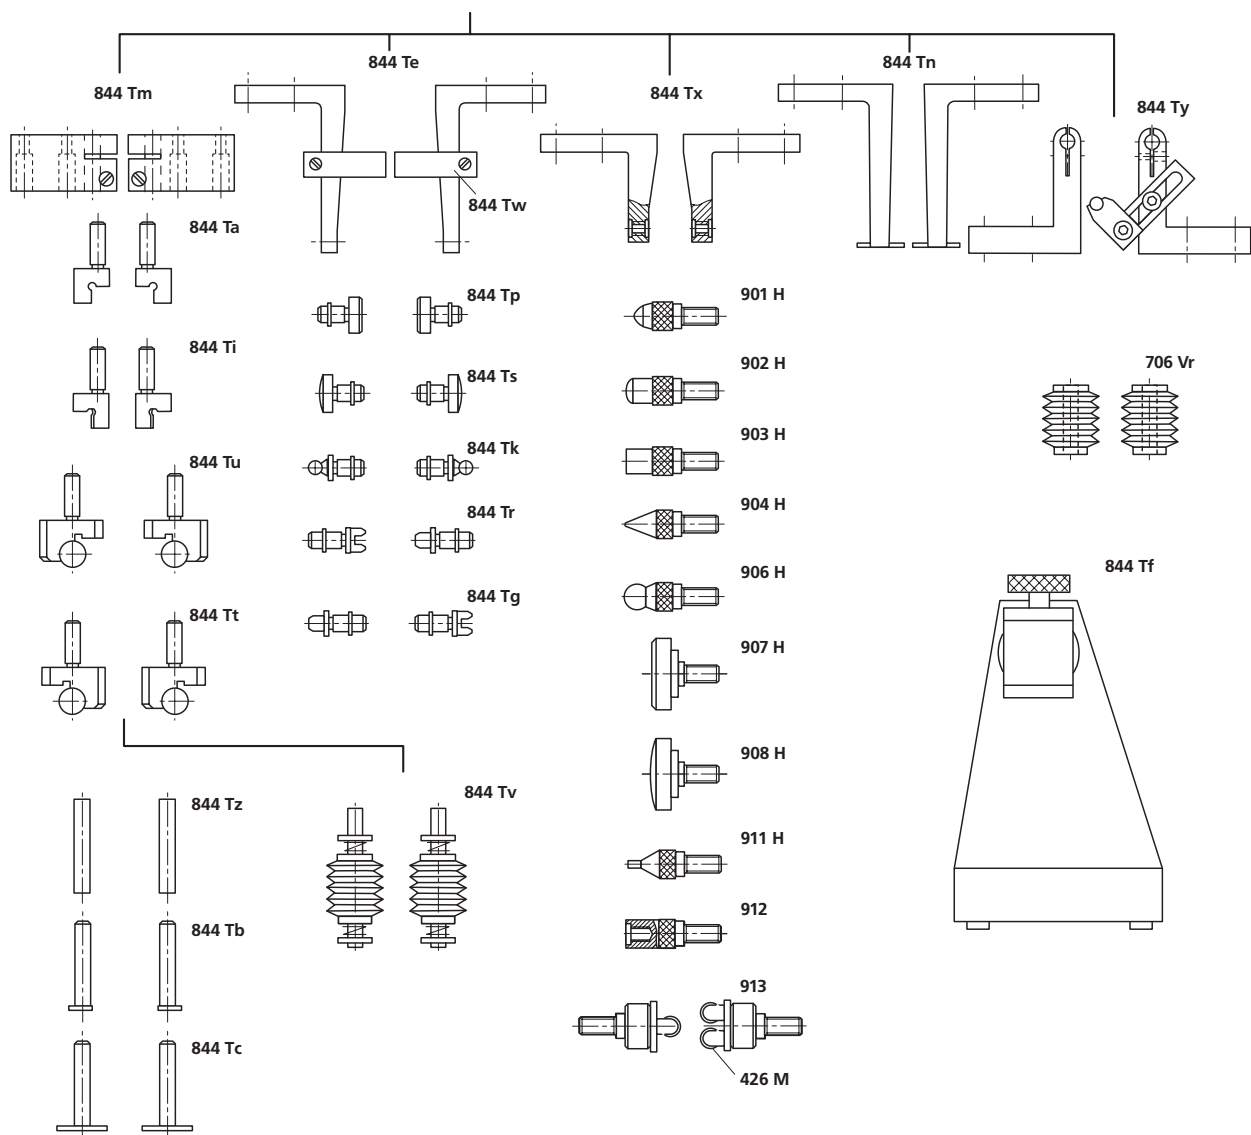 844 Te
844 Tn
844 Tm
844 Tx
844 Ty
844 Tw
844 Ta
844 Tp
901 H
844 Ti
902 H
706 Vr
844 Ts
903 H
844 Tu
844 Tk
904 H
844 Tr
906 H
844 Tf
844 Tg
844 Tt
907 H
908 H
844 Tz
844 Tv
911 H
844 Tb
912
913
844 Tc
426 M